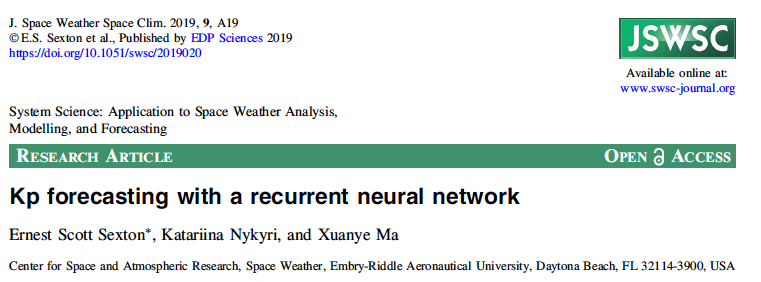 J. Space Weather Space Clim. 2019, 9, A19
©E.S. Sexton et al., Published by EDP Sciences 2019
https://doi.org/10.1051/swsc/2019020
JSWSC
Available online at:
www.swsc-journal.org
System Science: Application to Space Weather Analysis,
Modelling, and Forecasting
RESEARCH ARTICLE
OPEN ACCESS
Kp forecasting with a recurrent neural network
Ernest Scott Sexton*, Katariina Nykyri, and Xuanye Ma
Center for Space and Atmospheric Research, Space Weather, Embry-Riddle Aeronautical University, Daytona Beach, FL 32114-3900, USA